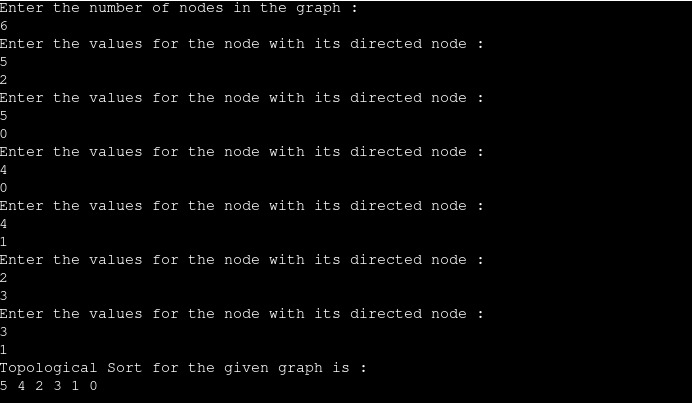 Enter the number of nodes in the graph :
6
Enter the values for the node with its directed node :
5
2
Enter the values for the node with its directed node :
5
0
Enter the values for the node with its directed node :
4
0
Enter the values for the node with its directed node :
4
1
Enter the values for the node with its directed node :
2
3
Enter the values for the node with its directed node :
3
1
Topological Sort for the given graph is :
5 4 2 3 1 0